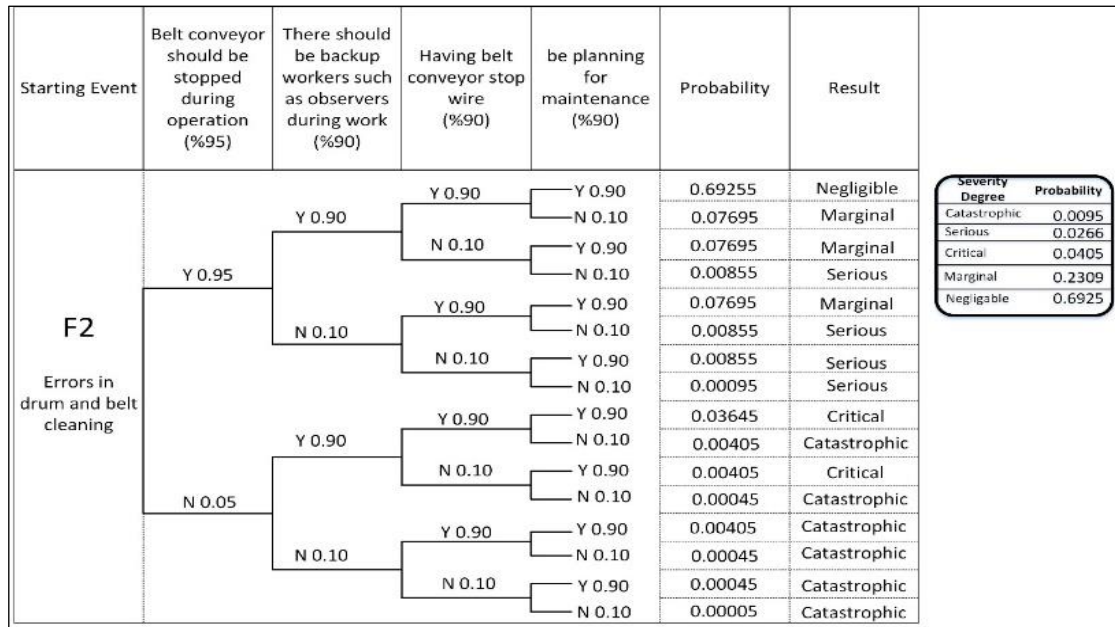 Starting Event
Belt conveyor
should be
stopped
during
operation
(%95)
There should
be backup
workers such
as observers
during work
(%90)
Having belt
conveyor stop
wire
(%90)
be planning
for
maintenance
(%90)
Probability
Result
F2
Errors in
drum and belt
cleaning
Y 0.95
N 0.05
Y 0.90
N 0.10
Y 0.90
N 0.10
Y 0.90
N 0.10
Y 0.90
N 0.10
Y 0.90
N 0.10
Y 0.90
N 0.10
Y 0.90 0.69255 Negligible
N 0.10 0.07695 Marginal
Y 0.90 0.07695 Marginal
N 0.10 0.00855 Serious
Y 0.90 0.07695 Marginal
N 0.10 0.00855 Serious
Y 0.90 0.00855 Serious
N 0.10 0.00095 Serious
Y 0.90 0.03645 Critical
N 0.10 0.00405 Catastrophic
Y 0.90 0.00405 Critical
N 0.10 0.00045 Catastrophic
Y 0.90 0.00405 Catastrophic
N 0.10 0.00045 Catastrophic
Y 0.90 0.00045 Catastrophic
N 0.10 0.00005 Catastrophic
Severity
Degree
Probability
Catastrophic 0.0095
Serious 0.0266
Critical 0.0405
Marginal 0.2309
Negligable 0.6925